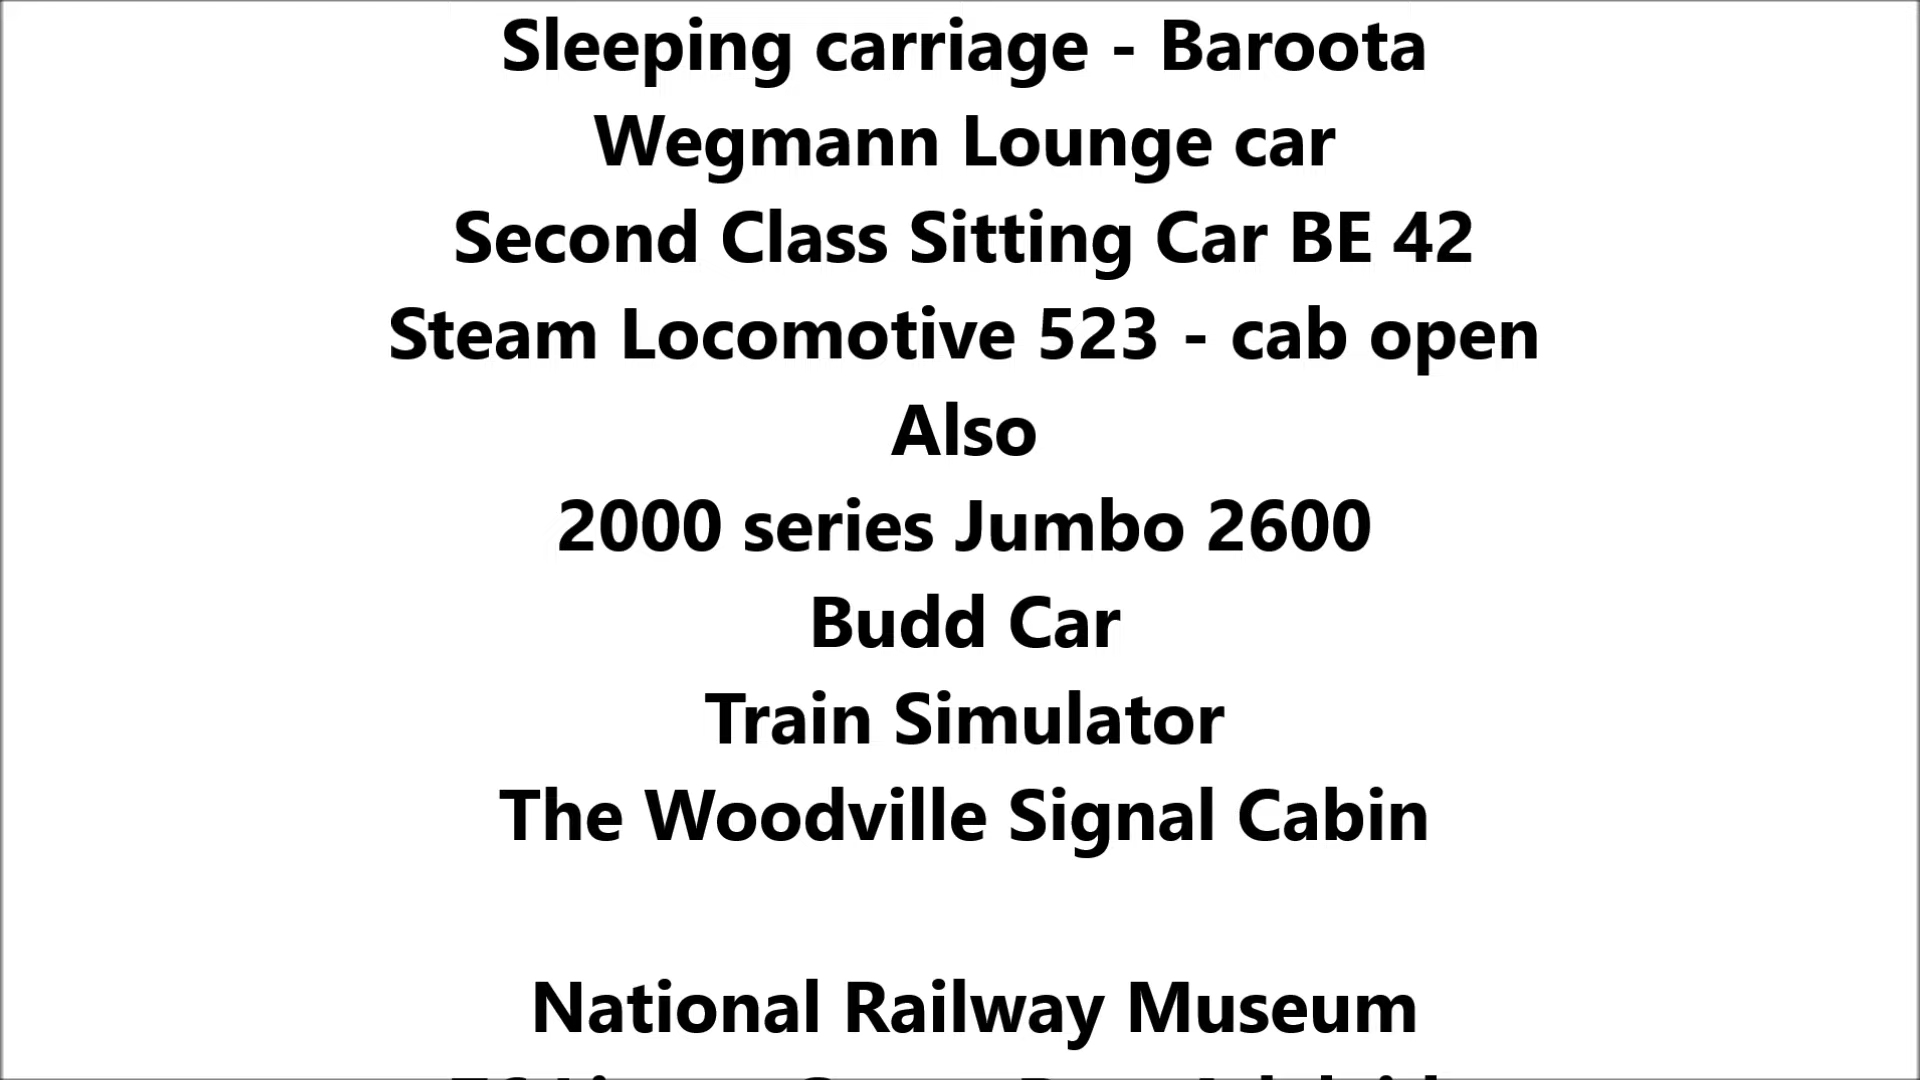 Sleeping carriage - Baroota
Wegmann Lounge car
Second Class Sitting Car BE 42
Steam Locomotive 523 - cab open
Also
2000 series Jumbo 2600
Budd Car
Train Simulator
The Woodville Signal Cabin
National Railway Museum